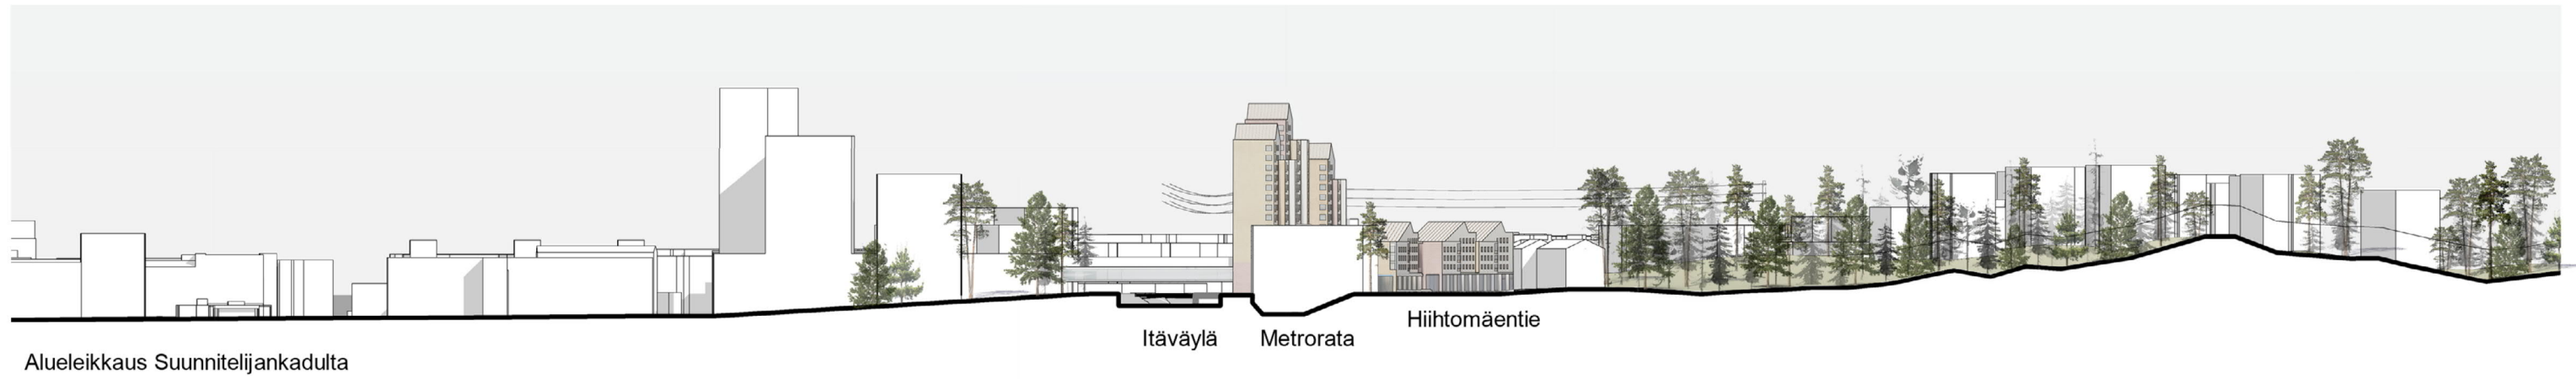 Itäväylä
Metrorata
Hiihtomäentie
Alueleikkaus Suunnitelijankadulta